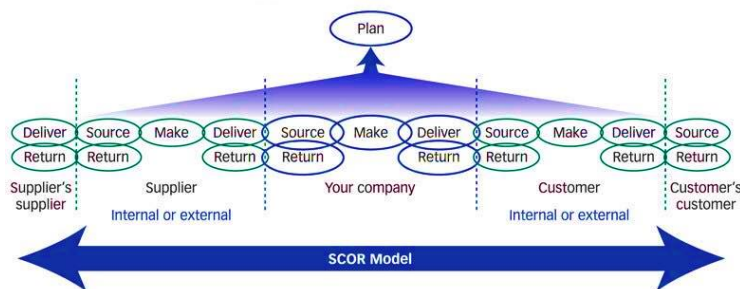 Plan
Deliver Source Make Deliver Source Make Deliver Source Make Deliver Source
Return Return Return Return Return Return Return Return
Supplier's supplier Supplier Your company Customer Customer's customer
Internal or external Internal or external
SCOR Model